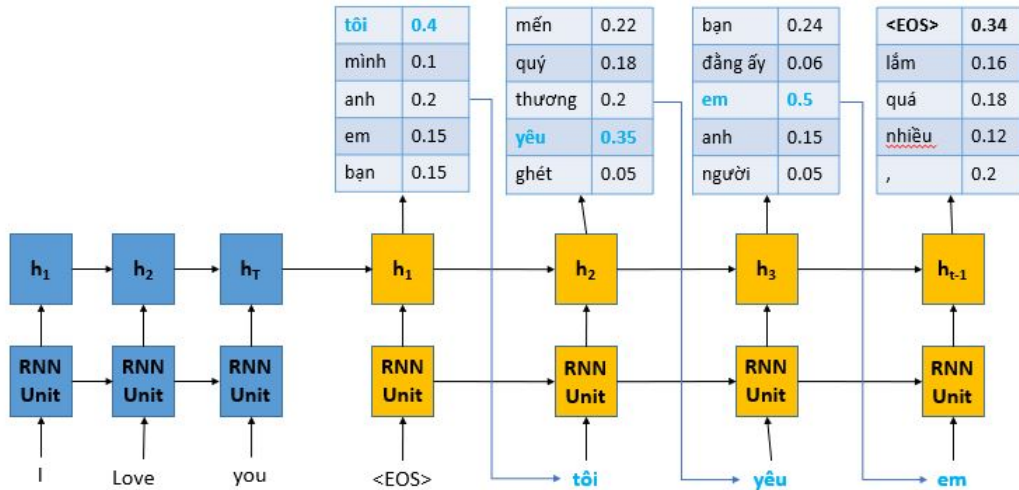 tôi 0.4
mình 0.1
anh 0.2
em 0.15
bạn 0.15
mến 0.22
quý 0.18
thương 0.2
yêu 0.35
ghét 0.05
bạn 0.24
đằng ấy 0.06
em 0.5
anh 0.15
người 0.05
<EOS> 0.34
lắm 0.16
quá 0.18
nhiều 0.12
, 0.2
h1 h2 hT h1 h2 h3 ht-1
RNN Unit
RNN Unit
RNN Unit
RNN Unit
RNN Unit
RNN Unit
RNN Unit
I Love you <EOS> tôi yêu em